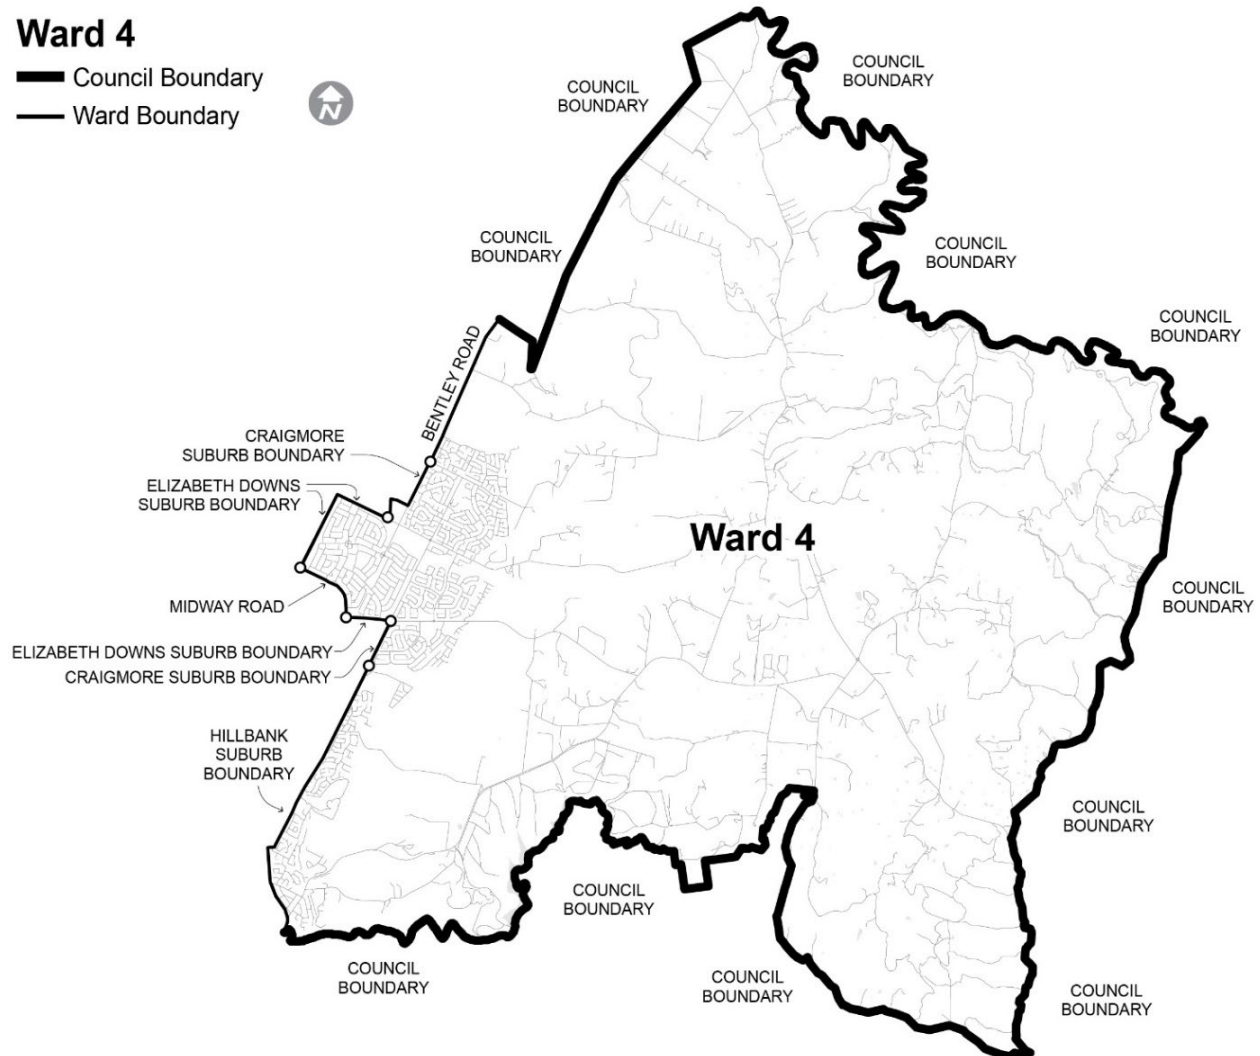 Ward 4
Council Boundary
Ward Boundary
N
COUNCIL
BOUNDARY
COUNCIL
BOUNDARY
COUNCIL
BOUNDARY
COUNCIL
BOUNDARY
COUNCIL
BOUNDARY
COUNCIL
BOUNDARY
BENTLEY ROAD
CRAIGMORE
SUBURB BOUNDARY
ELIZABETH DOWNS
SUBURB BOUNDARY
Ward 4
MIDWAY ROAD
COUNCIL
BOUNDARY
ELIZABETH DOWNS SUBURB BOUNDARY
CRAIGMORE SUBURB BOUNDARY
HILLBANK
SUBURB
BOUNDARY
COUNCIL
BOUNDARY
COUNCIL
BOUNDARY
COUNCIL
BOUNDARY
COUNCIL
BOUNDARY
COUNCIL
BOUNDARY